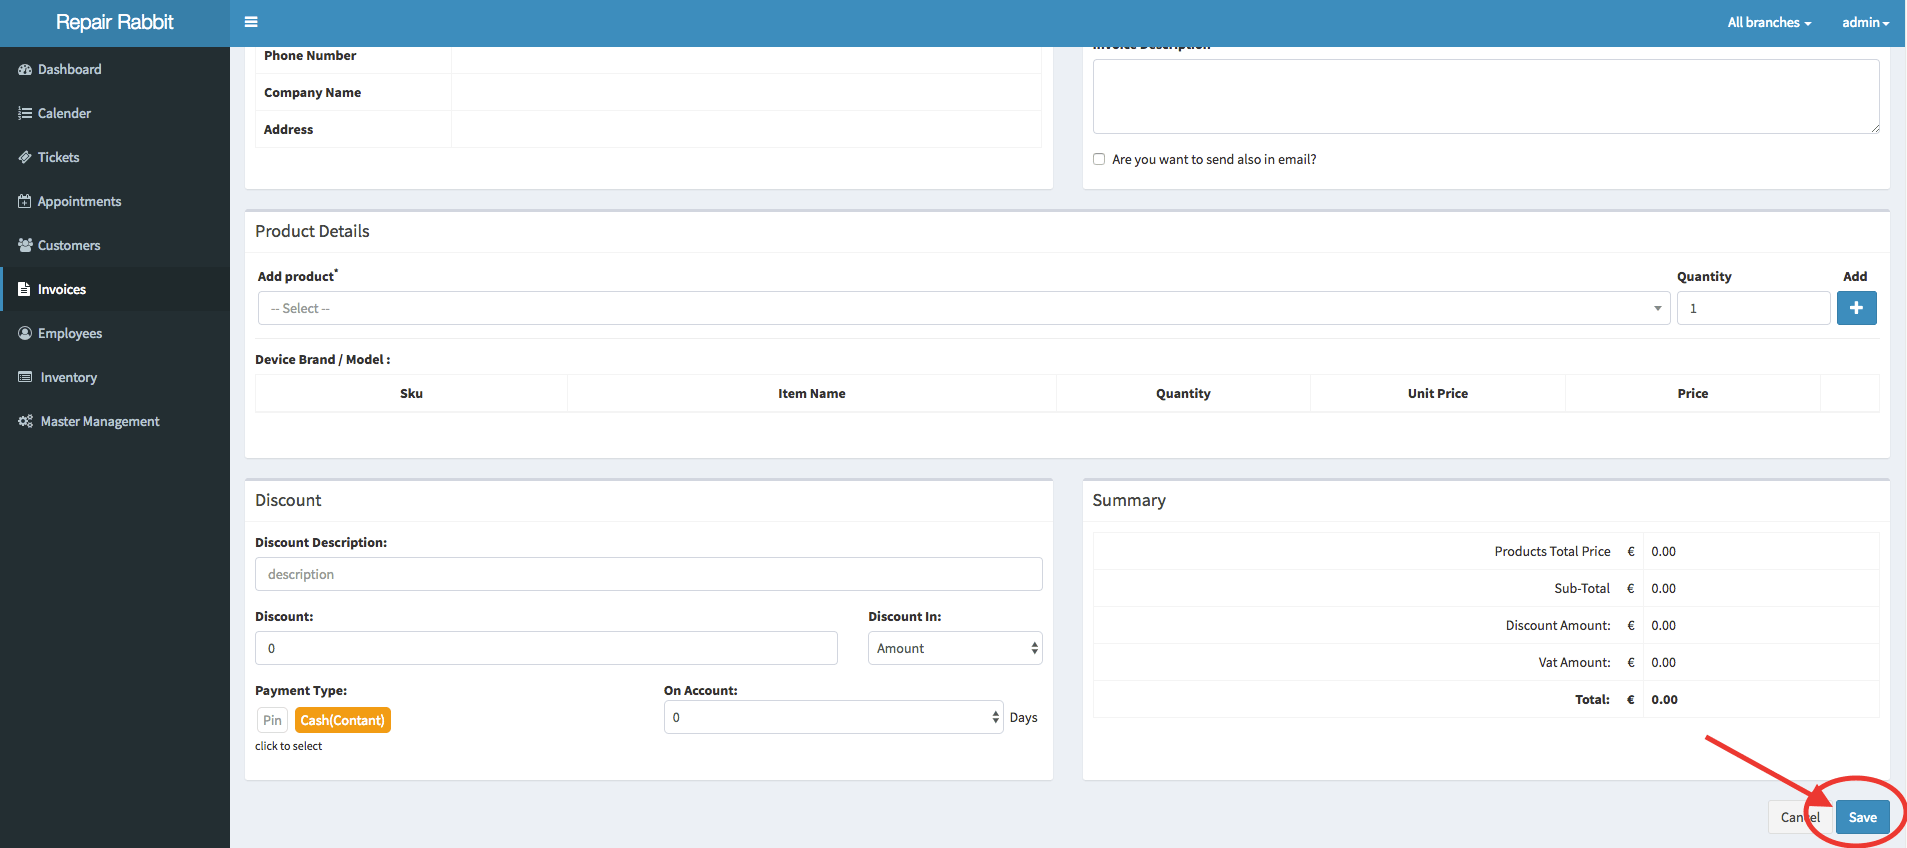 Repair Rabbit
All branches
admin
Dashboard
Calender
Tickets
Appointments
Customers
Invoices
Employees
Inventory
Master Management
Phone Number
Company Name
Address
Invoice Description
Are you want to send also in email?
Product Details
Add product*
Quantity
Add
-- Select --
1
Device Brand / Model :
Sku Item Name Quantity Unit Price Price
Discount
Discount Description:
description
Discount:
Discount In:
0
Amount
Payment Type:
On Account:
Pin
Cash(Contant)
0
Days
click to select
Summary
Products Total Price € 0.00
Sub-Total € 0.00
Discount Amount: € 0.00
Vat Amount: € 0.00
Total: € 0.00
Cancel
Save